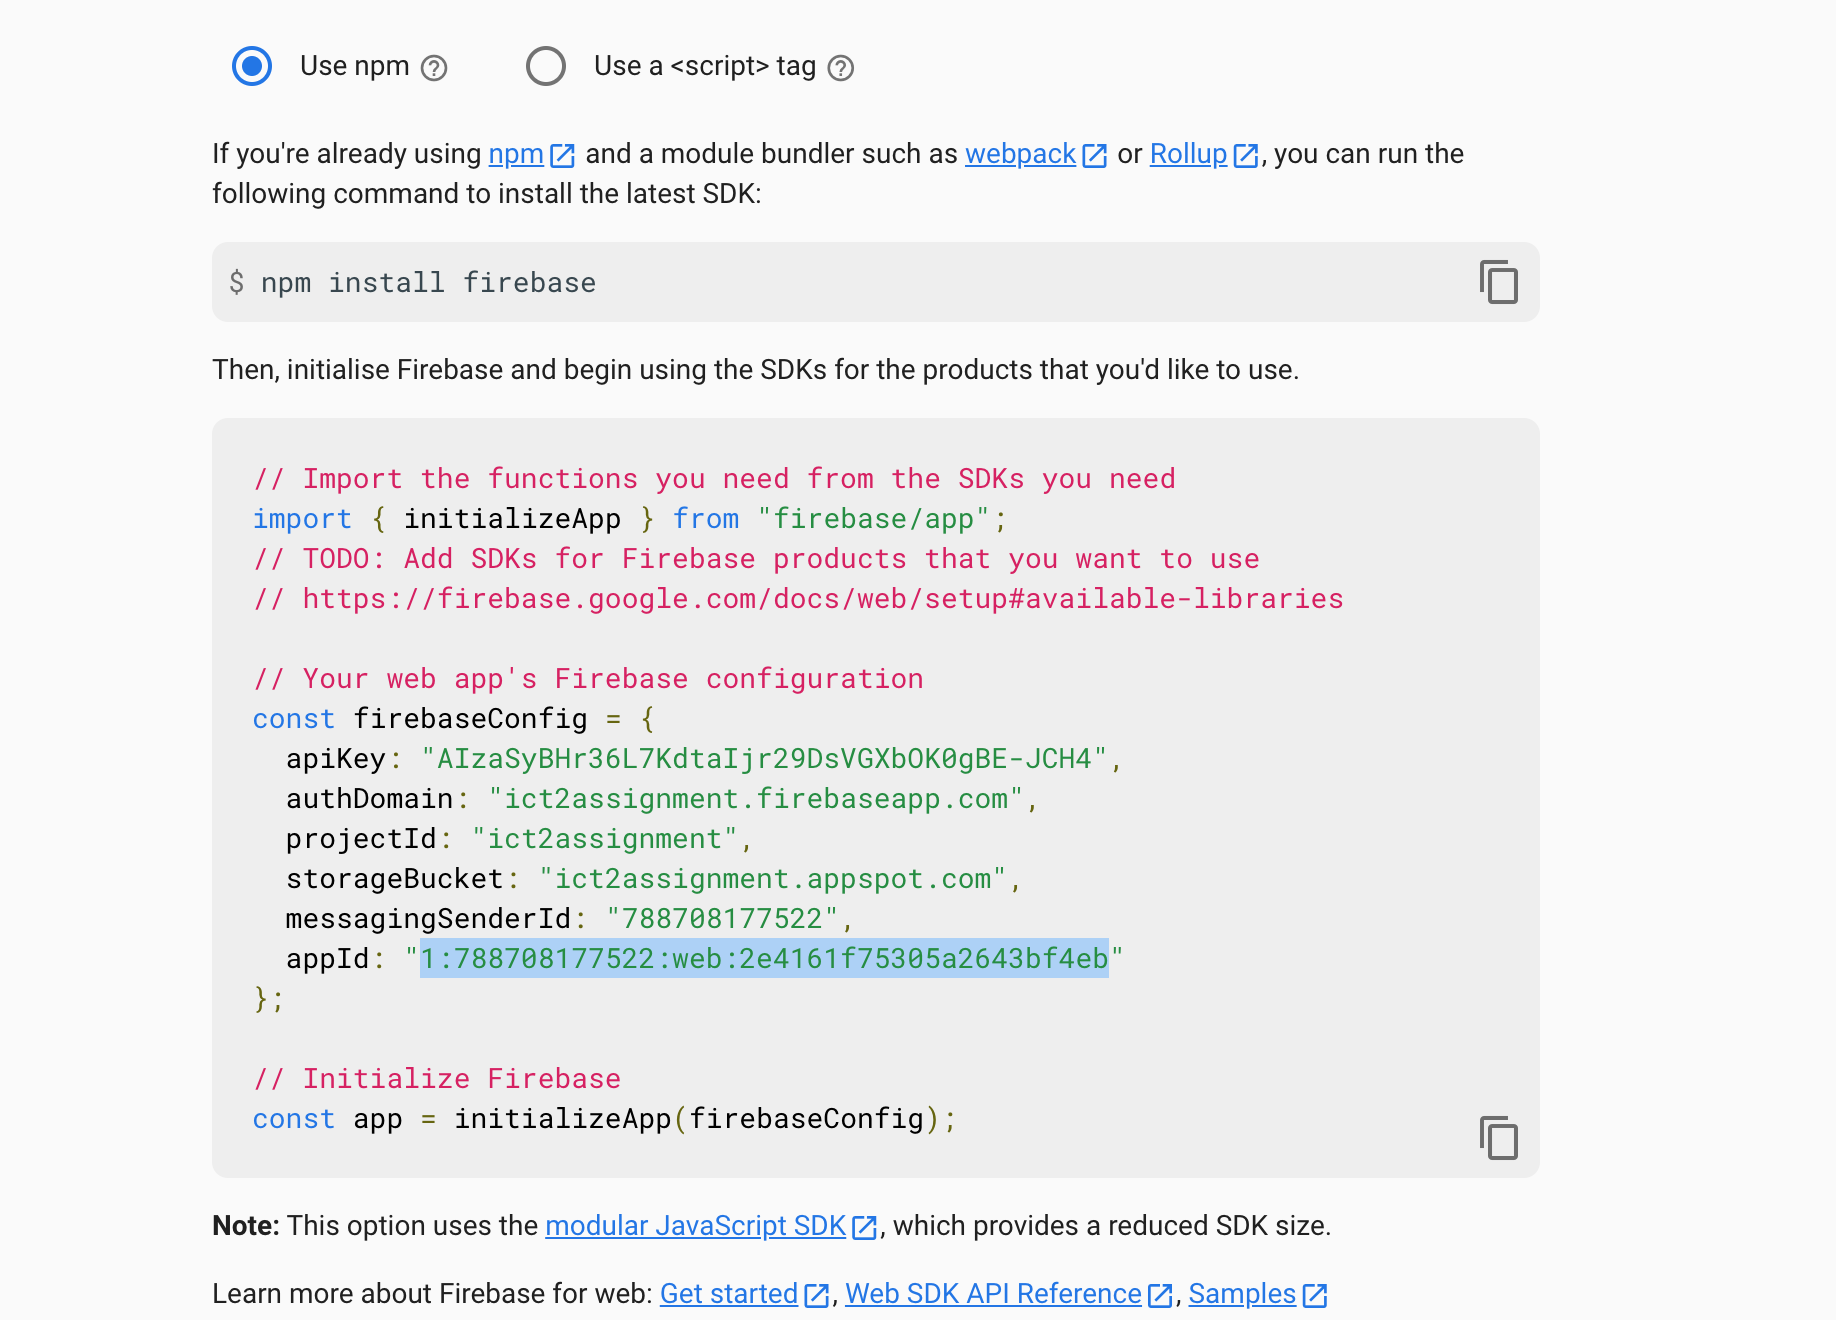 Use npm Use a <script> tag
If you're already using npm and a module bundler such as webpack or Rollup, you can run the
following command to install the latest SDK:
$ npm install firebase
Then, initialise Firebase and begin using the SDKs for the products that you'd like to use.
// Import the functions you need from the SDKs you need
import { initializeApp } from "firebase/app";
// TODO: Add SDKs for Firebase products that you want to use
// https://firebase.google.com/docs/web/setup#available-libraries
// Your web app's Firebase configuration
const firebaseConfig = {
  apiKey: "AIzaSyBHr36L7KdtaIjr29DsVGXbOK0gBE-JCH4",
  authDomain: "ict2assignment.firebaseapp.com",
  projectId: "ict2assignment",
  storageBucket: "ict2assignment.appspot.com",
  messagingSenderId: "788708177522",
  appId: "1:788708177522:web:2e4161f75305a2643bf4eb"
};
// Initialize Firebase
const app = initializeApp(firebaseConfig);
Note: This option uses the modular JavaScript SDK, which provides a reduced SDK size.
Learn more about Firebase for web: Get started, Web SDK API Reference, Samples